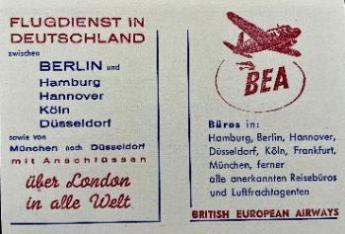 FLUGDIENST IN
DEUTSCHLAND
zwischen
BERLIN und
Hamburg
Hannover
Köln
Düsseldorf
sowie von
München nach Düsseldorf
mit Anschlüssen
über London
in alle Welt
BEA
Büros in:
Hamburg, Berlin, Hannover,
Düsseldorf, Köln, Frankfurt,
München, ferner
alle anerkannten Reisebüros
und Luftfrachtagenten
BRITISH EUROPEAN AIRWAYS